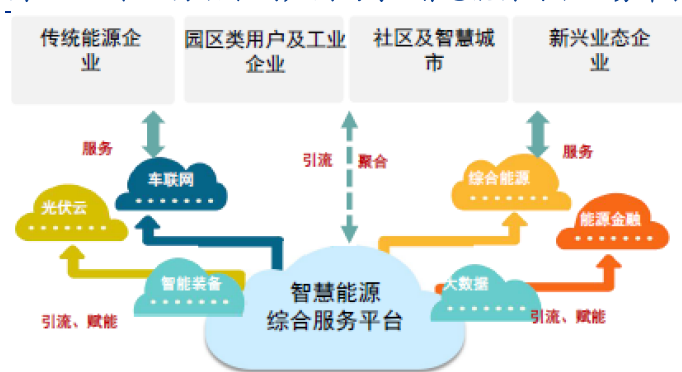 传统能源企
业
园区类用户及工业
企业
社区及智慧城
市
新兴业态企
业
服务
引流
聚合
服务
车联网
综合能源
光伏云
能源金融
智能装备
大数据
智慧能源
综合服务平台
引流、赋能
引流、赋能